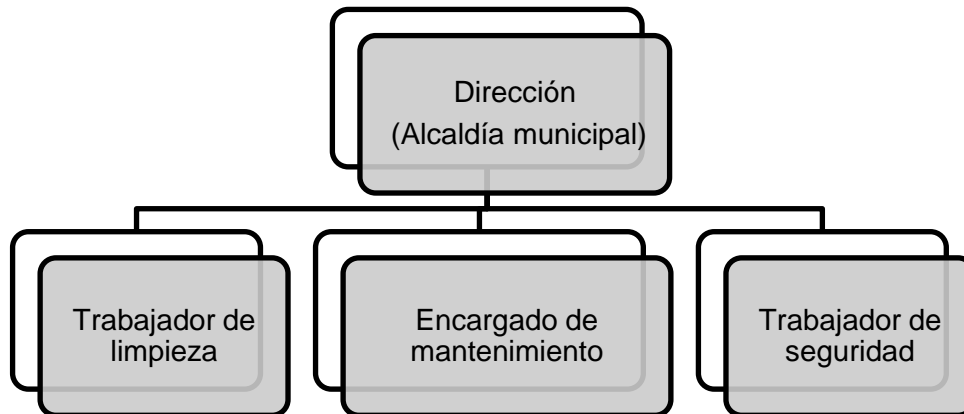 Dirección
(Alcaldía municipal)
Trabajador de
limpieza
Encargado de
mantenimiento
Trabajador de
seguridad